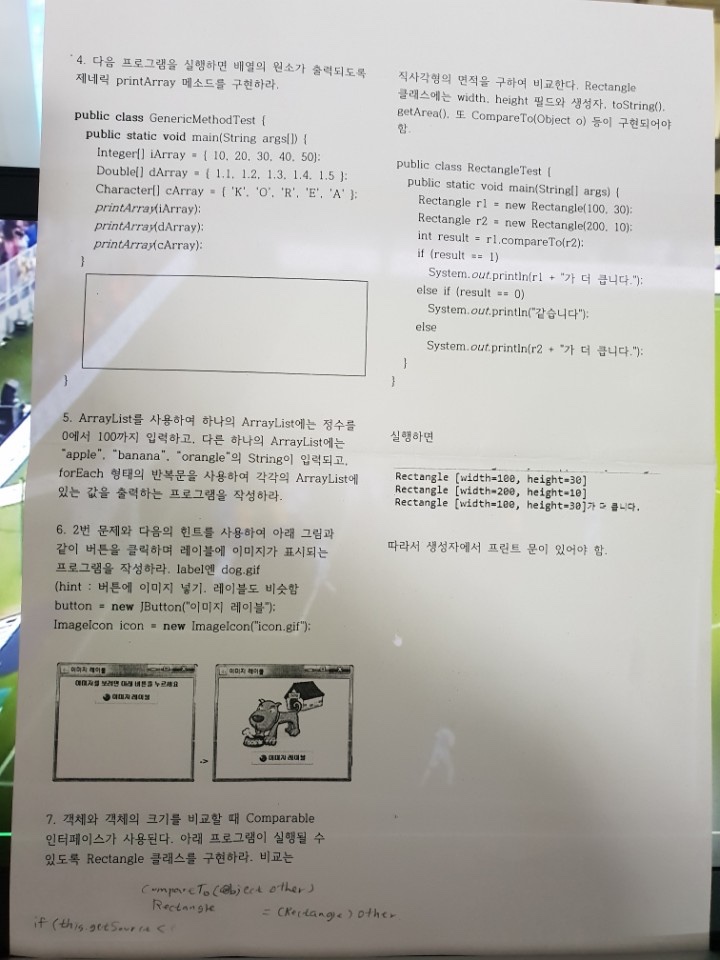 4. 다음 프로그램을 실행하면 배열의 원소가 출력되도록
제네릭 printArray 메소드를 구현하라.
public class GenericMethodTest {
public static void main(String args[]) {
Integer[] iArray = { 10, 20, 30, 40, 50};
Double[] dArray = { 1.1, 1.2, 1.3, 1.4, 1.5 };
Character[] cArray = { 'K', 'O', 'R', 'E', 'A' };
printArray(iArray);
printArray(dArray);
printArray(cArray);
}
}
5. ArrayList를 사용하여 하나의 ArrayList에는 정수를
0에서 100까지 입력하고, 다른 하나의 ArrayList에는
"apple", "banana", "orangle"의 String이 입력되고,
forEach 형태의 반복문을 사용하여 각각의 ArrayList에
있는 값을 출력하는 프로그램을 작성하라.
6. 2번 문제와 다음의 힌트를 사용하여 아래 그림과
같이 버튼을 클릭하며 레이블에 이미지가 표시되는
프로그램을 작성하라. label엔 dog.gif
(hint : 버튼에 이미지 넣기, 레이블도 비슷함
button = new JButton("이미지 레이블");
ImageIcon icon = new ImageIcon("icon.gif");
이미지 레이블
이미지를 보려면 아래 버튼을 누르세요
이미지 레이블
->
이미지 레이블
이미지 레이블
7. 객체와 객체의 크기를 비교할 때 Comparable
인터페이스가 사용된다. 아래 프로그램이 실행될 수
있도록 Rectangle 클래스를 구현하라. 비교는
CompareTo(Object other)
Rectangle = (Rectangle) other
if (this.getSource <
직사각형의 면적을 구하여 비교한다. Rectangle
클래스에는 width, height 필드와 생성자, toString(),
getArea(), 또 CompareTo(Object o) 등이 구현되어야
함.
public class RectangleTest {
public static void main(String[] args) {
Rectangle r1 = new Rectangle(100, 30);
Rectangle r2 = new Rectangle(200, 10);
int result = r1.compareTo(r2);
if (result == 1)
System.out.println(r1 + "가 더 큽니다.");
else if (result == 0)
System.out.println("같습니다");
else
System.out.println(r2 + "가 더 큽니다.");
}
}
실행하면
Rectangle [width=100, height=30]
Rectangle [width=200, height=10]
Rectangle [width=100, height=30]가 더 큽니다.
따라서 생성자에서 프린트 문이 있어야 함.